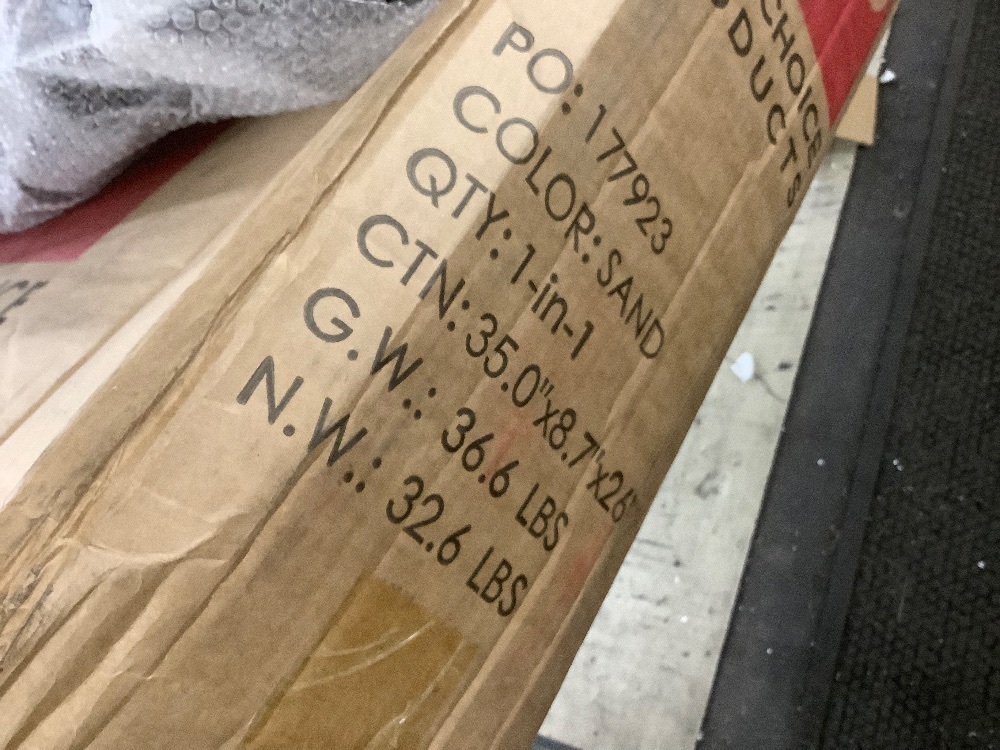 CHOICE
DUCTS
PO: 177923
COLOR: SAND
QTY: 1-in-1
CTN: 35.0"x8.7"x26"
G.W.: 36.6 LBS
N.W.: 32.6 LBS